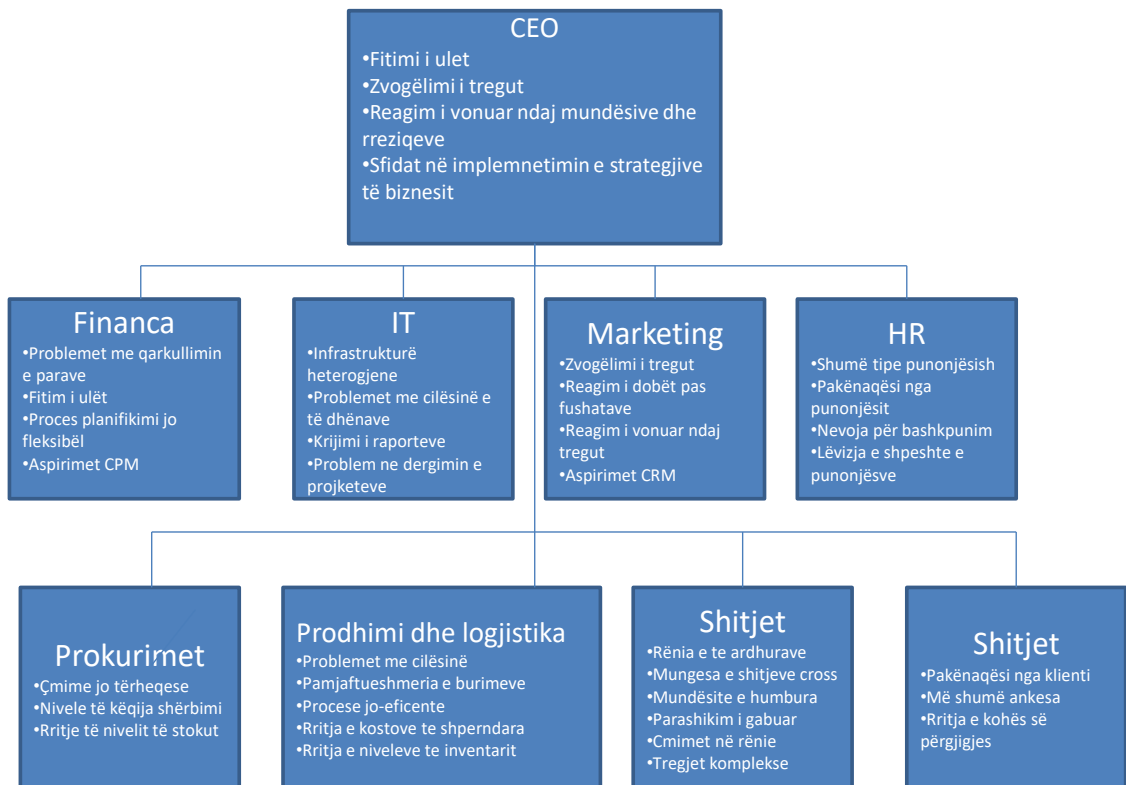 CEO
•Fitimi i ulet
•Zvogëlimi i tregut
•Reagim i vonuar ndaj mundësive dhe
rreziqeve
•Sfidat në implemnetimin e strategjive
të biznesit
Financa
•Problemet me qarkullimin
e parave
•Fitim i ulët
•Proces planifikimi jo
fleksibël
•Aspirimet CPM
IT
•Infrastrukturë
heterogjene
•Problemet me cilësinë e
të dhënave
•Krijimi i raporteve
•Problem ne dergimin e
projketeve
Marketing
•Zvogëlimi i tregut
•Reagim i dobët pas
fushatave
•Reagim i vonuar ndaj
tregut
•Aspirimet CRM
HR
•Shumë tipe punonjësish
•Pakënaqësi nga
punonjësit
•Nevoja për bashkpunim
•Lëvizja e shpeshte e
punonjësve
Prokurimet
•Çmime jo tërheqese
•Nivele të këqija shërbimi
•Rritje të nivelit të stokut
Prodhimi dhe logjistika
•Problemet me cilësinë
•Pamjaftueshmeria e burimeve
•Procese jo-eficente
•Rritja e kostove te shperndara
•Rritja e niveleve te inventarit
Shitjet
•Rënia e te ardhurave
•Mungesa e shitjeve cross
•Mundësite e humbura
•Parashikim i gabuar
•Cmimet në rënie
•Tregjet komplekse
Shitjet
•Pakënaqësi nga klienti
•Më shumë ankesa
•Rritja e kohës së
përgjigjes